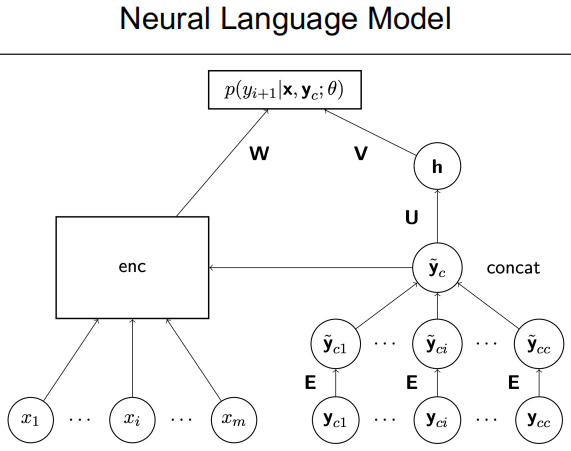 Neural Language Model
p(y_{i+1}|x, y_c; θ)
W V h
U
enc ỹ_c concat
ỹ_{c1} ··· ỹ_{ci} ··· ỹ_{cc}
E E E
x_1 ··· x_i ··· x_m y_{c1} ··· y_{ci} ··· y_{cc}